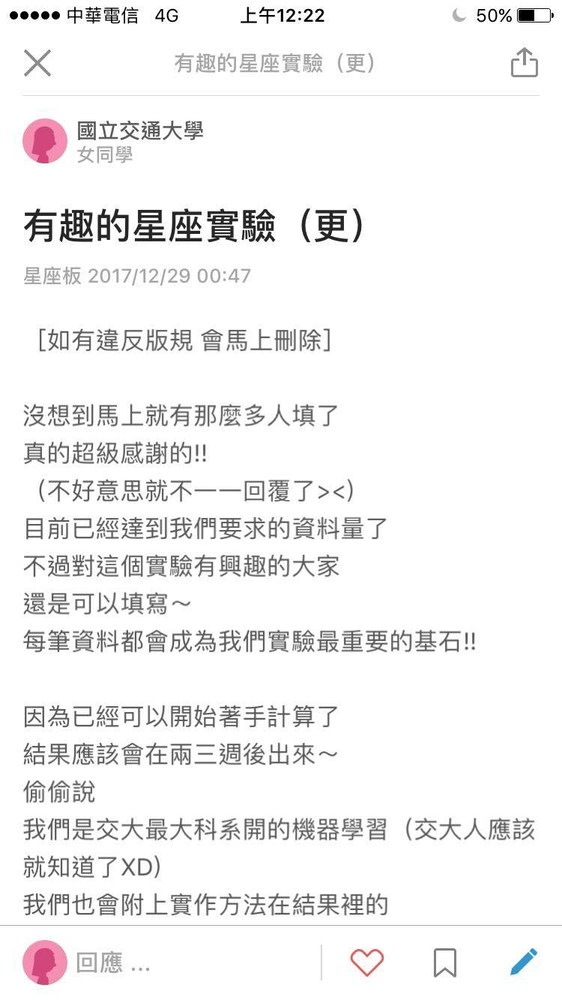 中華電信 4G 上午12:22 50%
有趣的星座實驗（更）
國立交通大學
女同學
有趣的星座實驗（更）
星座板 2017/12/29 00:47
［如有違反版規 會馬上刪除］
沒想到馬上就有那麼多人填了
真的超級感謝的!!
（不好意思就不一一回覆了><）
目前已經達到我們要求的資料量了
不過對這個實驗有興趣的大家
還是可以填寫～
每筆資料都會成為我們實驗最重要的基石!!
因為已經可以開始著手計算了
結果應該會在兩三週後出來～
偷偷說
我們是交大最大科系開的機器學習（交大人應該
就知道了XD）
我們也會附上實作方法在結果裡的
回應 ...